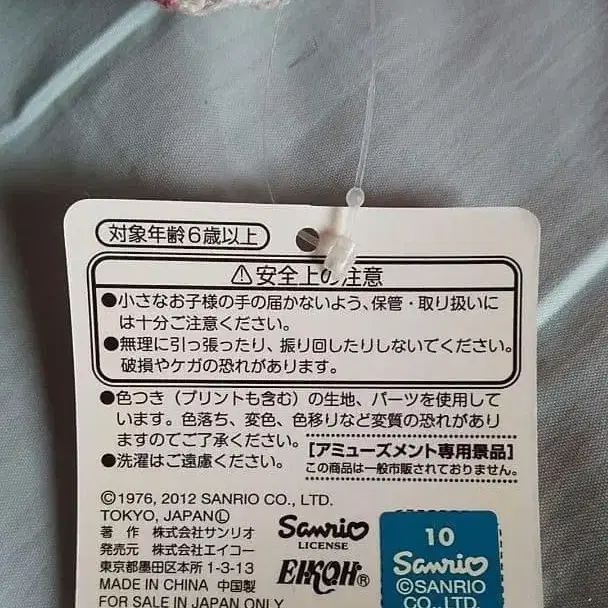 対象年齢6歳以上
⚠安全上の注意
●小さなお子様の手の届かないよう、保管・取り扱いに
は十分ご注意ください。
●無理に引っ張ったり、振り回したりしないでください。
破損やケガの恐れがあります。
●色つき（プリントも含む）の生地、パーツを使用して
います。色落ち、変色、色移りなど変質の恐れがあり
ますのでご了承ください。
●洗濯はご遠慮ください。
[アミューズメント専用景品]
この商品は一般市販されておりません。
©1976, 2012 SANRIO CO., LTD.
TOKYO, JAPANⓁ
著 作 株式会社サンリオ
発売元 株式会社エイコー
東京都墨田区本所 1-3-13
MADE IN CHINA 中国製
FOR SALE IN JAPAN ONLY
Sanrio
LICENSE
EIKOH®
10
Sanrio
©SANRIO
CO., LTD.